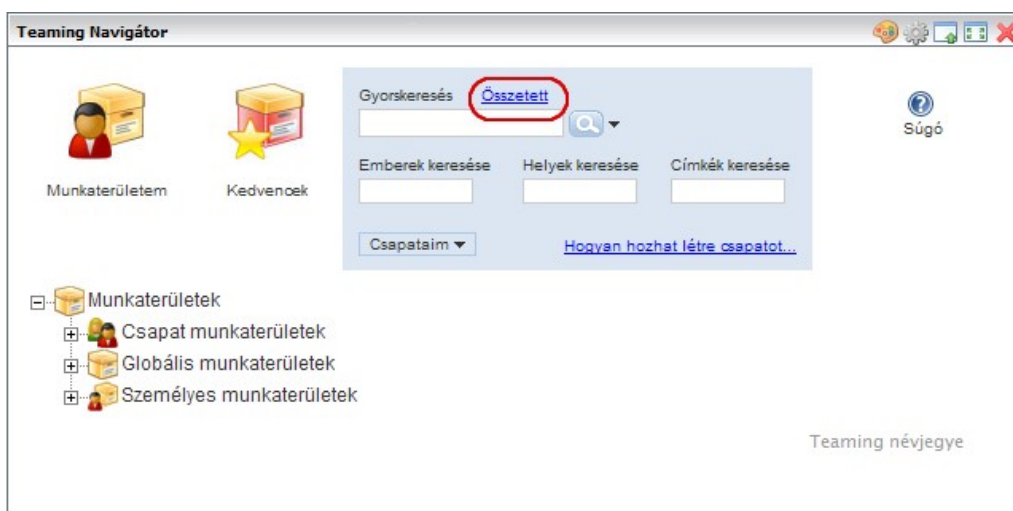 Teaming Navigátor
Gyorskeresés Összetett
Súgó
Emberek keresése Helyek keresése Címkék keresése
Munkaterületem Kedvencek
Csapataim Hogyan hozhat létre csapatot...
Munkaterületek
Csapat munkaterületek
Globális munkaterületek
Személyes munkaterületek
Teaming névjegye